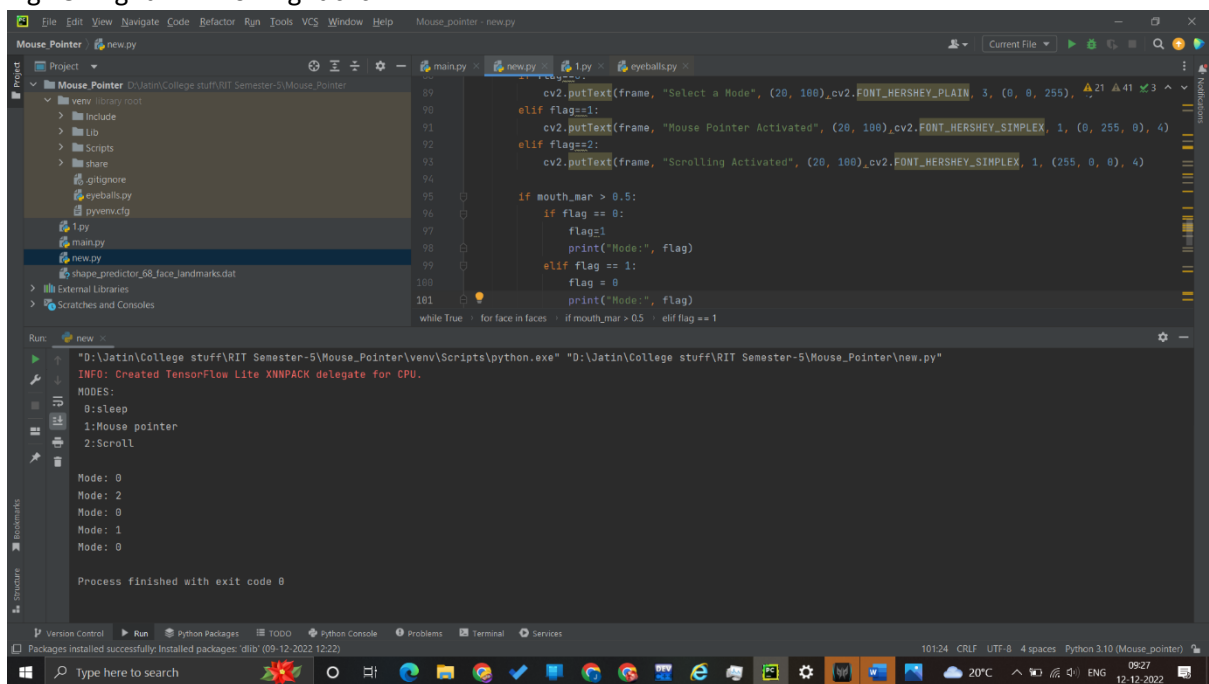 File Edit View Navigate Code Refactor Run Tools VCS Window Help Mouse_pointer - new.py
Mouse_Pointer new.py Current File
Project main.py new.py 1.py eyeballs.py
Mouse_Pointer D:\Jatin\College stuff\RIT Semester-5\Mouse_Pointer
venv library root
Include
Lib
Scripts
share
.gitignore
eyeballs.py
pyvenv.cfg
1.py
main.py
new.py
shape_predictor_68_face_landmarks.dat
External Libraries
Scratches and Consoles
21 41 3
89 cv2.putText(frame, "Select a Mode", (20, 100),cv2.FONT_HERSHEY_PLAIN, 3, (0, 0, 255),
90 elif flag==1:
91 cv2.putText(frame, "Mouse Pointer Activated", (20, 100),cv2.FONT_HERSHEY_SIMPLEX, 1, (0, 255, 0), 4)
92 elif flag==2:
93 cv2.putText(frame, "Scrolling Activated", (20, 100),cv2.FONT_HERSHEY_SIMPLEX, 1, (255, 0, 0), 4)
94
95 if mouth_mar > 0.5:
96 if flag == 0:
97 flag=1
98 print("Mode:", flag)
99 elif flag == 1:
100 flag = 0
101 print("Mode:", flag)
while True for face in faces if mouth_mar > 0.5 elif flag == 1
Notifications
Run: new
"D:\Jatin\College stuff\RIT Semester-5\Mouse_Pointer\venv\Scripts\python.exe" "D:\Jatin\College stuff\RIT Semester-5\Mouse_Pointer\new.py"
INFO: Created TensorFlow Lite XNNPACK delegate for CPU.
MODES:
0:sleep
1:Mouse pointer
2:Scroll
Mode: 0
Mode: 2
Mode: 0
Mode: 1
Mode: 0
Process finished with exit code 0
Bookmarks
Structure
Version Control Run Python Packages TODO Python Console Problems Terminal Services
Packages installed successfully: Installed packages: 'dlib' (09-12-2022 12:22) 101:24 CRLF UTF-8 4 spaces Python 3.10 (Mouse_pointer)
Type here to search 20°C ENG 09:27
12-12-2022